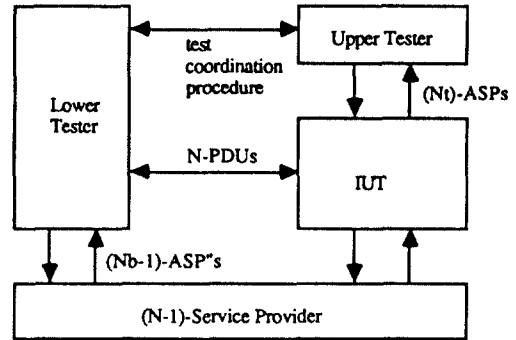 Upper Tester
test
coordination
procedure
(Nt)-ASPs
Lower
Tester
N-PDUs
IUT
(Nb-1)-ASP"s
(N-1)-Service Provider